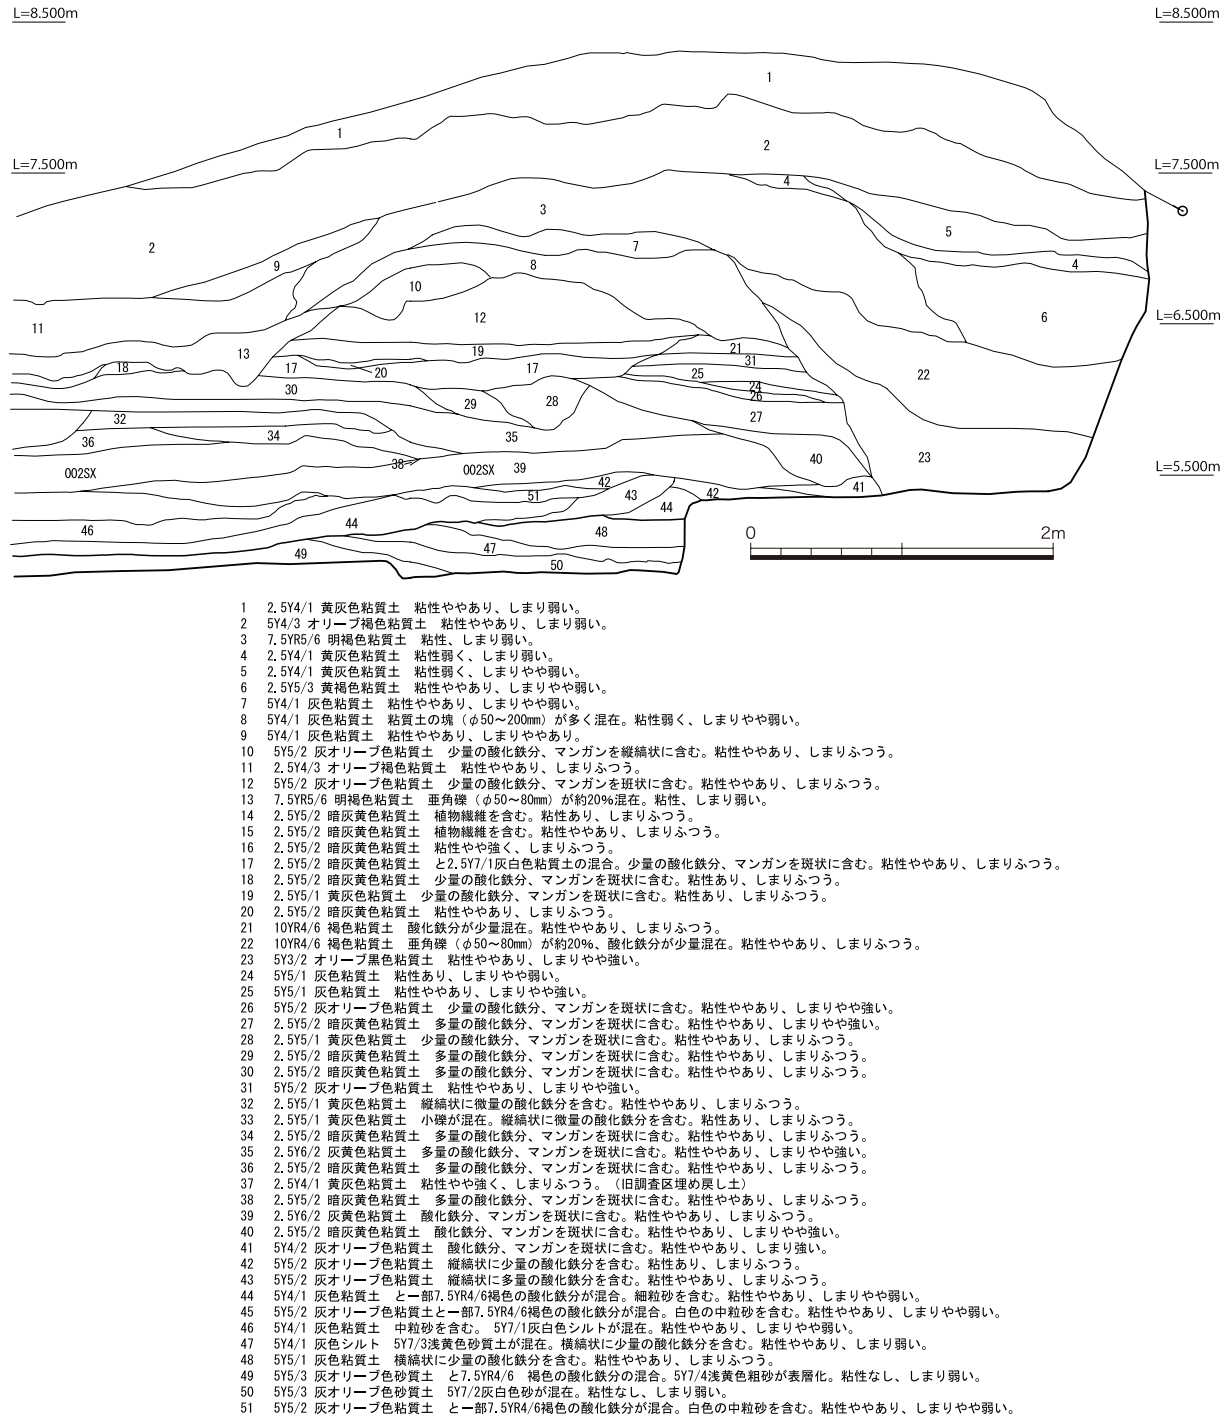 L=8.500m L=8.500m
1
1
L=7.500m 2 L=7.500m
4
3
5
2 7
9 8 4
10
11 12 6 L=6.500m
13 19 21
18 17 20 17 31
25 24 22
30 26
29 28 27
32
36 34 35
002SX 38 002SX 39 40 23 L=5.500m
42 41
51 43 42
46 44 44 48
0 2m
49 47
50
1 2.5Y4/1 黄灰色粘質土 粘性ややあり、しまり弱い。
2 5Y4/3 オリーブ褐色粘質土 粘性ややあり、しまり弱い。
3 7.5YR5/6 明褐色粘質土 粘性、しまり弱い。
4 2.5Y4/1 黄灰色粘質土 粘性弱く、しまり弱い。
5 2.5Y4/1 黄灰色粘質土 粘性弱く、しまりやや弱い。
6 2.5Y5/3 黄褐色粘質土 粘性ややあり、しまりやや弱い。
7 5Y4/1 灰色粘質土 粘性ややあり、しまりやや弱い。
8 5Y4/1 灰色粘質土 粘質土の塊（φ50～200mm）が多く混在。粘性弱く、しまりやや弱い。
9 5Y4/1 灰色粘質土 粘性ややあり、しまりややあり。
10 5Y5/2 灰オリーブ色粘質土 少量の酸化鉄分、マンガンを縦縞状に含む。粘性ややあり、しまりふつう。
11 2.5Y4/3 オリーブ褐色粘質土 粘性ややあり、しまりふつう。
12 5Y5/2 灰オリーブ色粘質土 少量の酸化鉄分、マンガンを班状に含む。粘性ややあり、しまりふつう。
13 7.5YR5/6 明褐色粘質土 亜角礫（φ50～80mm）が約20%混在。粘性、しまり弱い。
14 2.5Y5/2 暗灰黄色粘質土 植物繊維を含む。粘性あり、しまりふつう。
15 2.5Y5/2 暗灰黄色粘質土 植物繊維を含む。粘性ややあり、しまりふつう。
16 2.5Y5/2 暗灰黄色粘質土 粘性やや強く、しまりふつう。
17 2.5Y5/2 暗灰黄色粘質土 と2.5Y7/1灰白色粘質土の混合。少量の酸化鉄分、マンガンを斑状に含む。粘性ややあり、しまりふつう。
18 2.5Y5/2 暗灰黄色粘質土 少量の酸化鉄分、マンガンを斑状に含む。粘性あり、しまりふつう。
19 2.5Y5/1 黄灰色粘質土 少量の酸化鉄分、マンガンを斑状に含む。粘性あり、しまりふつう。
20 2.5Y5/2 暗灰黄色粘質土 粘性ややあり、しまりふつう。
21 10YR4/6 褐色粘質土 酸化鉄分が少量混在。粘性ややあり、しまりふつう。
22 10YR4/6 褐色粘質土 亜角礫（φ50～80mm）が約20%、酸化鉄分が少量混在。粘性ややあり、しまりふつう。
23 5Y3/2 オリーブ黒色粘質土 粘性ややあり、しまりやや強い。
24 5Y5/1 灰色粘質土 粘性あり、しまりやや弱い。
25 5Y5/1 灰色粘質土 粘性ややあり、しまりやや強い。
26 5Y5/2 灰オリーブ色粘質土 少量の酸化鉄分、マンガンを斑状に含む。粘性ややあり、しまりやや強い。
27 2.5Y5/2 暗灰黄色粘質土 多量の酸化鉄分、マンガンを斑状に含む。粘性ややあり、しまりやや強い。
28 2.5Y5/1 黄灰色粘質土 少量の酸化鉄分、マンガンを斑状に含む。粘性ややあり、しまりふつう。
29 2.5Y5/2 暗灰黄色粘質土 多量の酸化鉄分、マンガンを斑状に含む。粘性ややあり、しまりふつう。
30 2.5Y5/2 暗灰黄色粘質土 多量の酸化鉄分、マンガンを斑状に含む。粘性ややあり、しまりふつう。
31 5Y5/2 灰オリーブ色粘質土 粘性ややあり、しまりやや強い。
32 2.5Y5/1 黄灰色粘質土 縦縞状に微量の酸化鉄分を含む。粘性ややあり、しまりふつう。
33 2.5Y5/1 黄灰色粘質土 小礫が混在。縦縞状に微量の酸化鉄分を含む。粘性あり、しまりふつう。
34 2.5Y5/2 暗灰黄色粘質土 多量の酸化鉄分、マンガンを斑状に含む。粘性ややあり、しまりふつう。
35 2.5Y6/2 灰黄色粘質土 多量の酸化鉄分、マンガンを斑状に含む。粘性ややあり、しまりやや強い。
36 2.5Y5/2 暗灰黄色粘質土 多量の酸化鉄分、マンガンを斑状に含む。粘性ややあり、しまりふつう。
37 2.5Y4/1 黄灰色粘質土 粘性やや強く、しまりふつう。（旧調査区埋め戻し土）
38 2.5Y5/2 暗灰黄色粘質土 多量の酸化鉄分、マンガンを斑状に含む。粘性ややあり、しまりふつう。
39 2.5Y6/2 灰黄色粘質土 酸化鉄分、マンガンを斑状に含む。粘性ややあり、しまりふつう。
40 2.5Y5/2 暗灰黄色粘質土 酸化鉄分、マンガンを斑状に含む。粘性ややあり、しまりやや強い。
41 5Y4/2 灰オリーブ色粘質土 酸化鉄分、マンガンを斑状に含む。粘性ややあり、しまり強い。
42 5Y5/2 灰オリーブ色粘質土 縦縞状に少量の酸化鉄分を含む。粘性あり、しまりふつう。
43 5Y5/2 灰オリーブ色粘質土 縦縞状に多量の酸化鉄分を含む。粘性ややあり、しまりふつう。
44 5Y4/1 灰色粘質土 と一部7.5YR4/6褐色の酸化鉄分が混合。細粒砂を含む。粘性ややあり、しまりやや弱い。
45 5Y5/2 灰オリーブ色粘質土と一部7.5YR4/6褐色の酸化鉄分が混合。白色の中粒砂を含む。粘性ややあり、しまりやや弱い。
46 5Y4/1 灰色粘質土 中粒砂を含む。 5Y7/1灰白色シルトが混在。粘性ややあり、しまりやや弱い。
47 5Y4/1 灰色シルト 5Y7/3浅黄色砂質土が混在。横縞状に少量の酸化鉄分を含む。粘性ややあり、しまり弱い。
48 5Y5/1 灰色粘質土 横縞状に少量の酸化鉄分を含む。粘性ややあり、しまりふつう。
49 5Y5/3 灰オリーブ色砂質土 と7.5YR4/6 褐色の酸化鉄分の混合。5Y7/4浅黄色粗砂が表層化。粘性なし、しまり弱い。
50 5Y5/3 灰オリーブ色砂質土 5Y7/2灰白色砂が混在。粘性なし、しまり弱い。
51 5Y5/2 灰オリーブ色粘質土 と一部7.5YR4/6褐色の酸化鉄分が混合。白色の中粒砂を含む。粘性ややあり、しまりやや弱い。